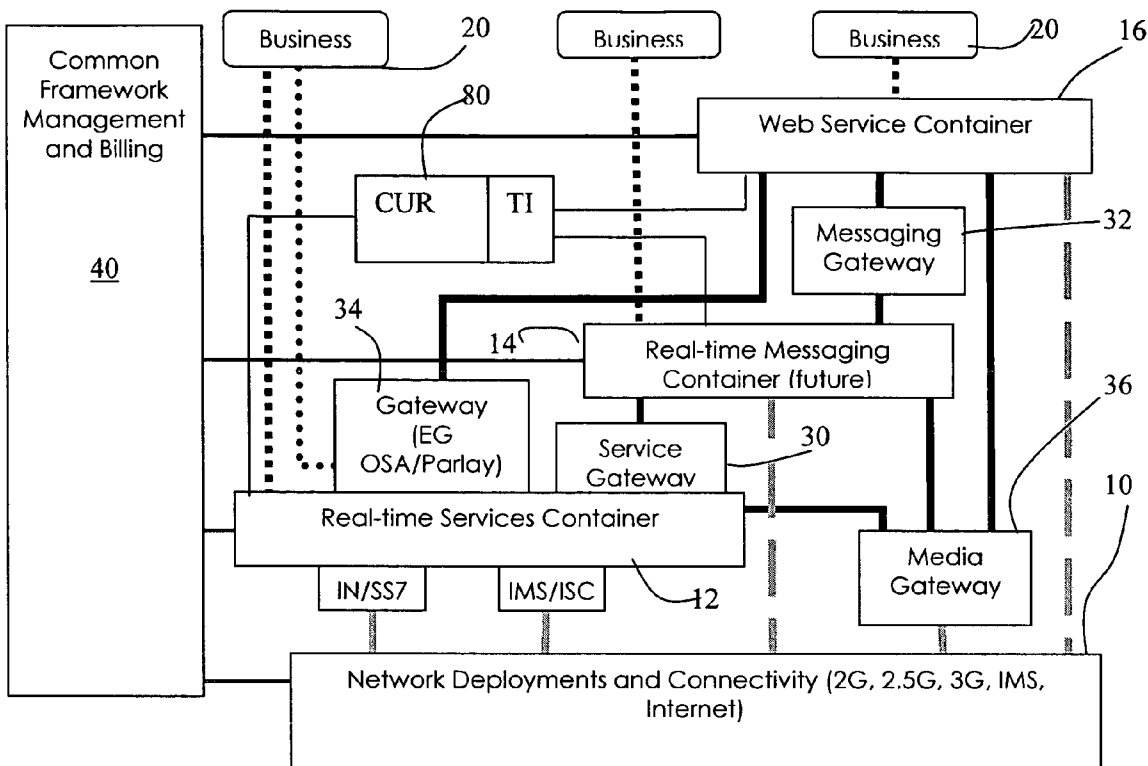 Business
Business
Business
20
20
16
Common
Framework
Management
and Billing
40
80
Web Service Container
CUR
TI
Messaging
Gateway
32
34
14
Real-time Messaging
Container (future)
36
Gateway
(EG
OSA/Parlay)
Service
Gateway
30
10
Real-time Services Container
Media
Gateway
IN/SS7
IMS/ISC
12
Network Deployments and Connectivity (2G, 2.5G, 3G, IMS,
Internet)